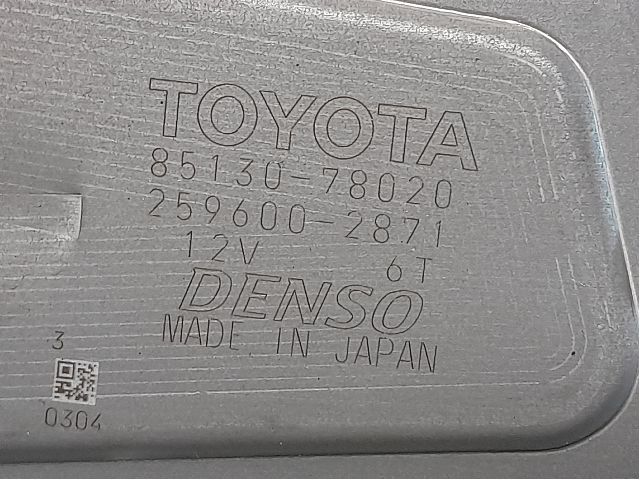 TOYOTA
85130-78020
259600-2871
12V 6T
DENSO
MADE IN JAPAN
3
0304